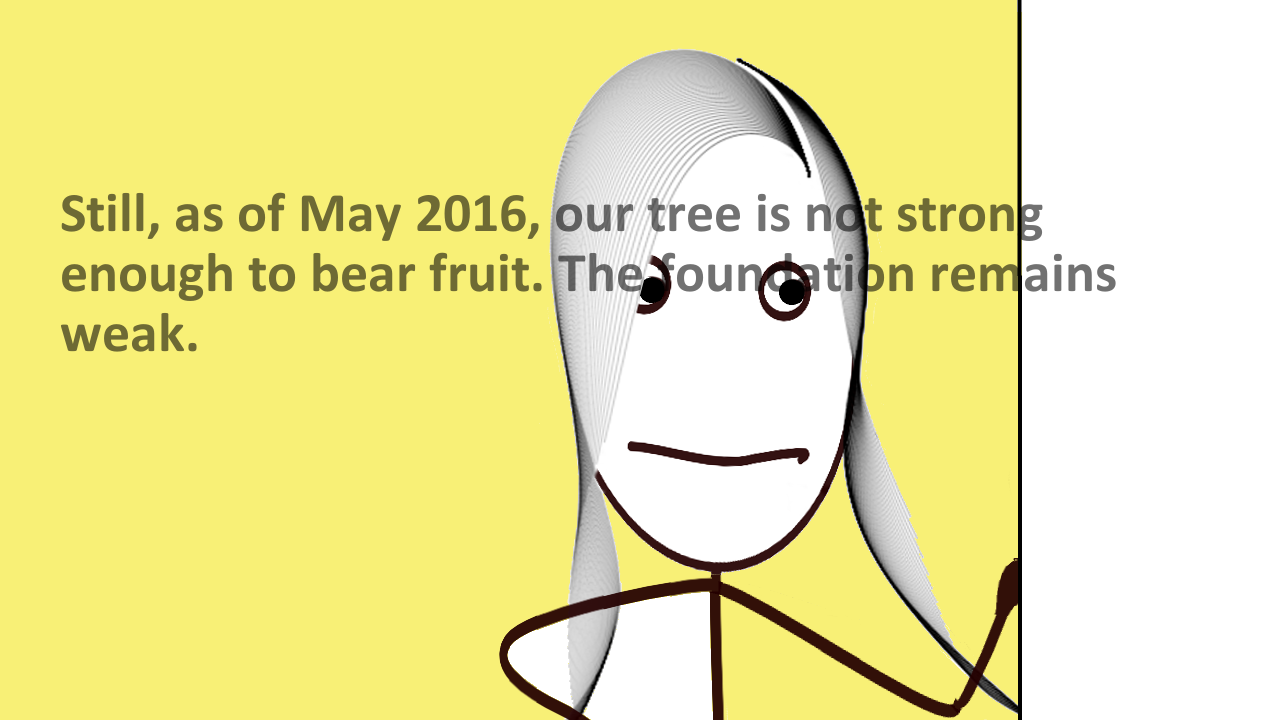 Still, as of May 2016, our tree is not strong
enough to bear fruit. The foundation remains
weak.